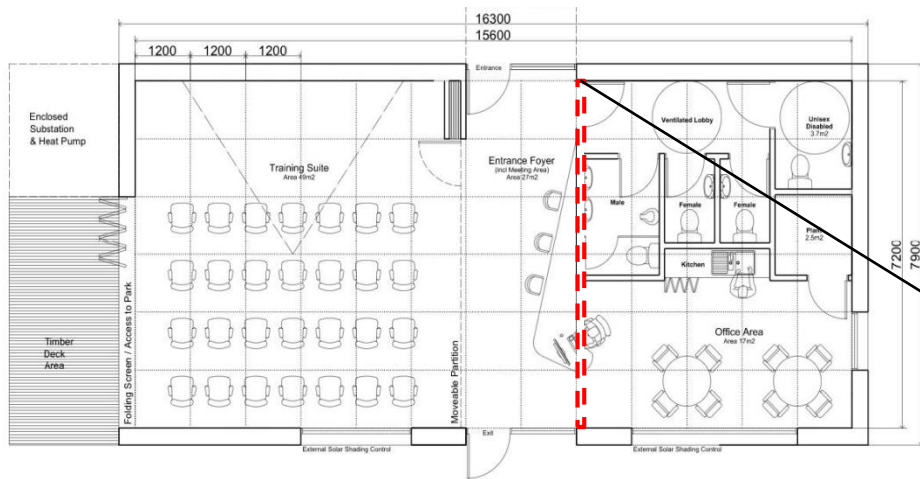 16300
15600
1200
1200
1200
Entrance
Enclosed
Substation
& Heat Pump
Ventilated Lobby
Unisex
Disabled
3.7m2
Training Suite
Area 49m2
Entrance Foyer
(incl Meeting Area)
Area 27m2
Male
Female
Female
Plant
2.5m2
7200
7900
Kitchen
Folding Screen / Access to Park
Moveable Partition
Timber
Deck
Area
Office Area
Area 17m2
Exit
External Solar Shading Control
External Solar Shading Control